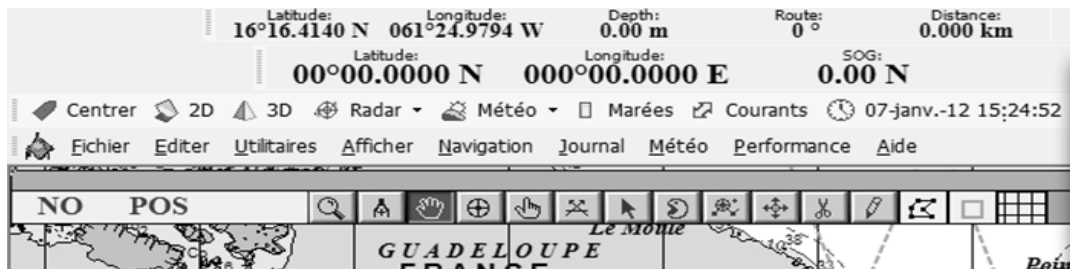 Latitude: Longitude: Depth: Route: Distance:
16°16.4140 N 061°24.9794 W 0.00 m 0 ° 0.000 km
Latitude: Longitude: SOG:
00°00.0000 N 000°00.0000 E 0.00 N
Centrer 2D 3D Radar Météo Marées Courants 07-janv.-12 15:24:52
Fichier Editer Utilitaires Afficher Navigation Journal Météo Performance Aide
NO POS
Le Moule
GUADELOUPE
FRANCE